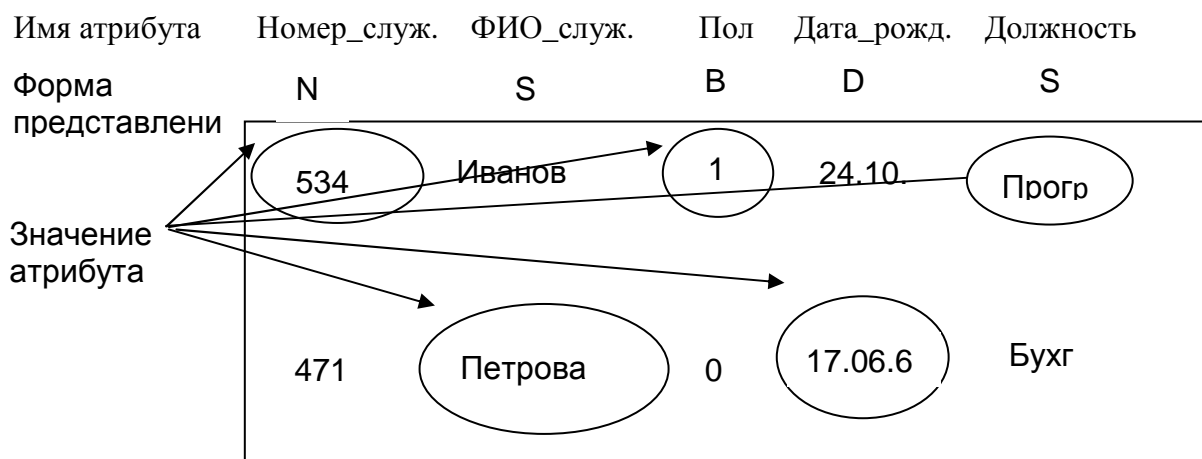 Имя атрибута Номер_служ. ФИО_служ. Пол Дата_рожд. Должность
Форма
представлени
N S B D S
534 Иванов 1 24.10. Прогр
Значение
атрибута
471 Петрова 0 17.06.6 Бухг